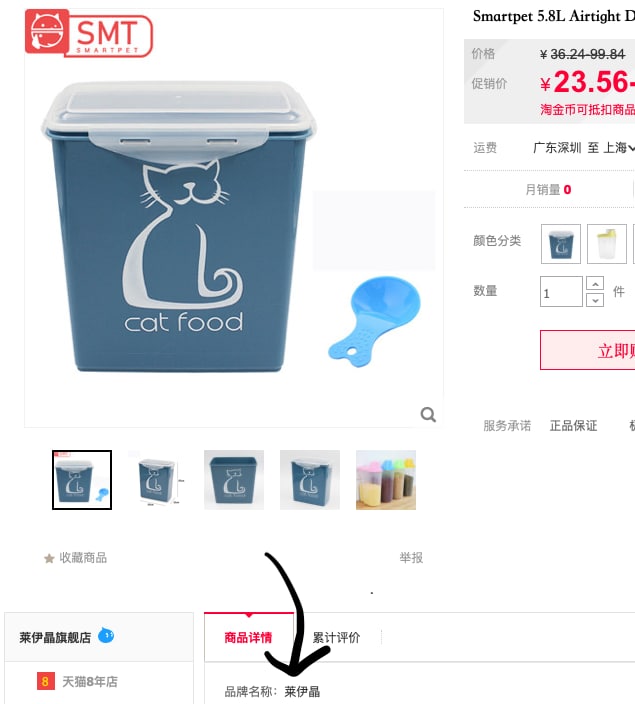 SMT
SMARTPET
cat food
Smartpet 5.8L Airtight D
价格
¥ 36.24-99.84
促销价
¥ 23.56-
淘金币可抵扣商品
运费
广东深圳 至 上海
月销量 0
颜色分类
数量
1
件
立即购
服务承诺
正品保证
收藏商品
举报
莱伊晶旗舰店
8 天猫8年店
商品详情
累计评价
品牌名称： 莱伊晶